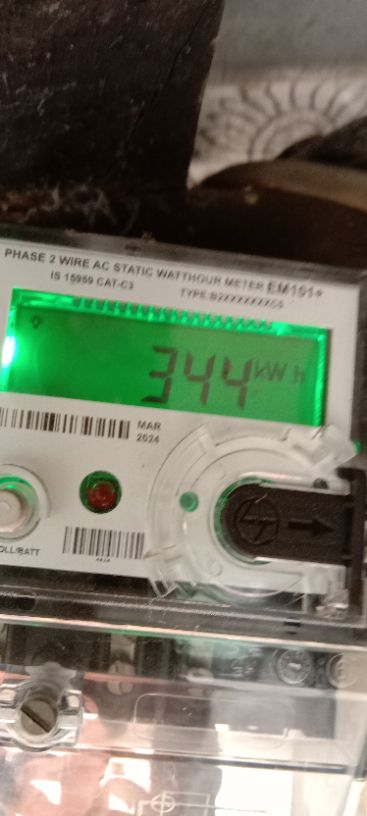 PHASE 2 WIRE AC STATIC WATTHOUR METER EM101+
IS 15959 CAT-C3 TYPE:B2XXXXXXXC5
344 kWh
MAR
2024
OLL/BATT